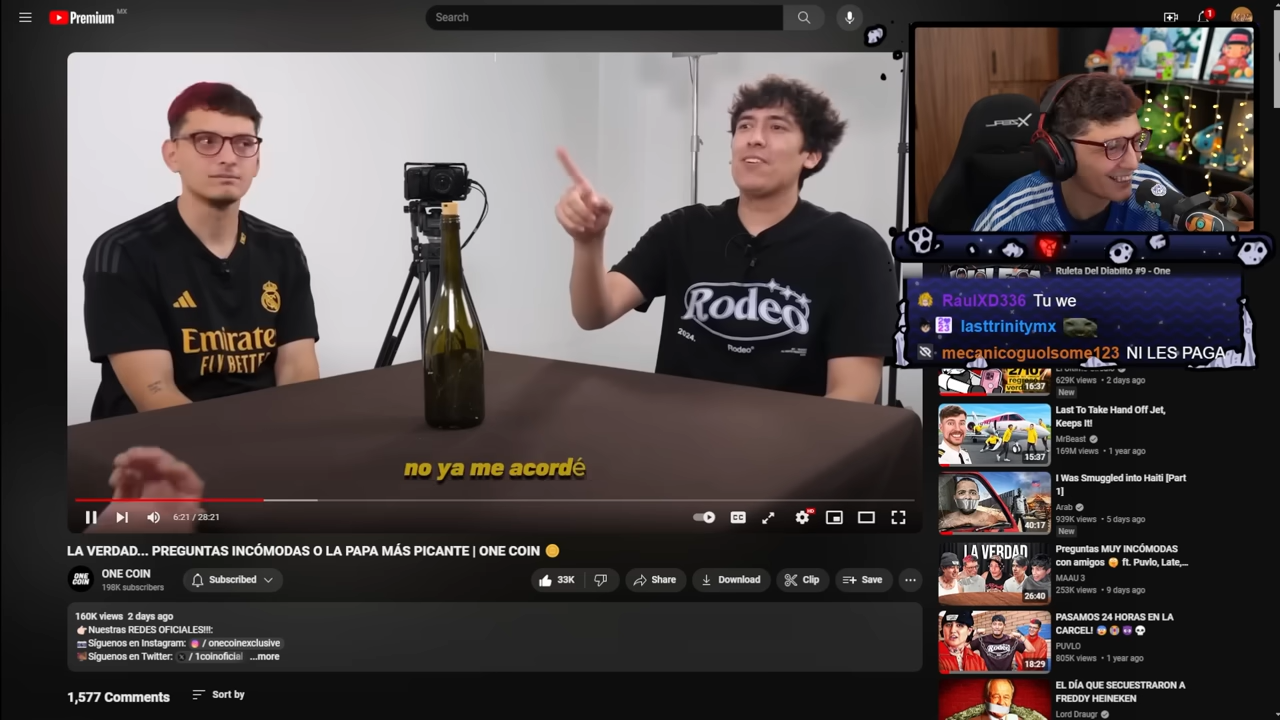 Premium MX
Search
1
Emirates
FLY BETTER
Rodeo
2024.
Rodeo
no ya me acordé
6:21 / 28:21
HD
LA VERDAD... PREGUNTAS INCÓMODAS O LA PAPA MÁS PICANTE | ONE COIN
ONE COIN
ONE COIN
198K subscribers
Subscribed
33K
Share
Download
Clip
Save
160K views 2 days ago
Nuestras REDES OFICIALES!!!:
Síguenos en Instagram: / onecoinexclusive
Síguenos en Twitter: / 1coinoficial ...more
1,577 Comments
Sort by
Ruleta Del Diablito #9 - One
RaulXD336 Tu we
lasttrinitymx
mecanicoguolsome123 NI LES PAGA
629K views • 2 days ago
New
16:37
Last To Take Hand Off Jet,
Keeps It!
MrBeast
169M views • 1 year ago
15:37
I Was Smuggled into Haiti [Part
1]
Arab
939K views • 5 days ago
New
40:17
LA VERDAD
Preguntas MUY INCÓMODAS
con amigos ft. Puvlo, Late,...
MAAU 3
253K views • 9 days ago
26:40
PASAMOS 24 HORAS EN LA
CARCEL!
PUVLO
805K views • 1 year ago
18:29
EL DÍA QUE SECUESTRARON A
FREDDY HEINEKEN
Lord Draugr